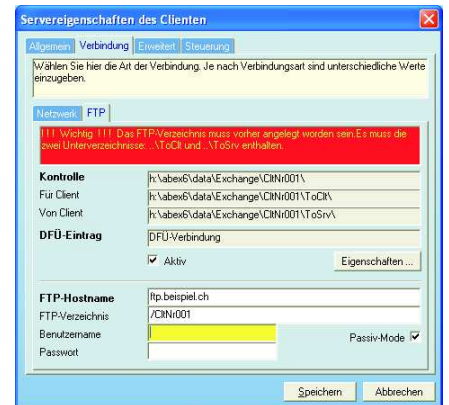 Servereigenschaften des Clienten
Allgemein Verbindung Erweitert Steuerung
Wählen Sie hier die Art der Verbindung. Je nach Verbindungsart sind unterschiedliche Werte
einzugeben.
Netzwerk FTP
!!! Wichtig !!! Das FTP-Verzeichnis muss vorher angelegt worden sein.Es muss die
zwei Unterverzeichnisse: ..\ToClt und ..\ToSrv enthalten.
Kontrolle h:\abex6\data\Exchange\CltNr001\
Für Client h:\abex6\data\Exchange\CltNr001\ToClt\
Von Client h:\abex6\data\Exchange\CltNr001\ToSrv\
DFÜ-Eintrag DFÜ-Verbindung
Aktiv Eigenschaften ...
FTP-Hostname ftp.beispiel.ch
FTP-Verzeichnis /CltNr001
Benutzername Passiv-Mode
Passwort
Speichern Abbrechen